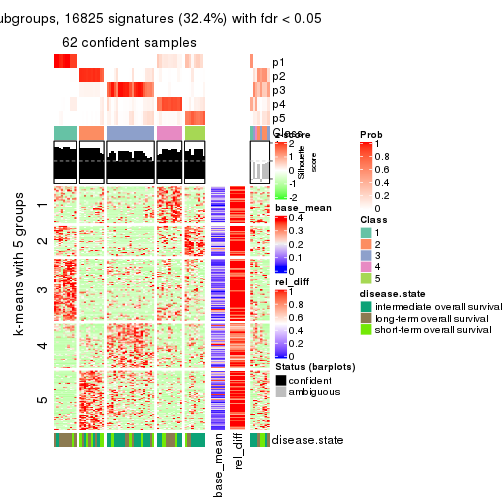 ubgroups, 16825 signatures (32.4%) with fdr < 0.05
62 confident samples
p1
p2
p3
p4
p5
Class
Silhouette
score
k-means with 5 groups
1
2
3
4
5
base_mean
rel_diff
disease.state
z-score
2
1
0
-1
-2
base_mean
0.4
0.3
0.2
0.1
0
rel_diff
1
0.8
0.6
0.4
0.2
0
Status (barplots)
confident
ambiguous
Prob
1
0.8
0.6
0.4
0.2
0
Class
1
2
3
4
5
disease.state
intermediate overall survival
long-term overall survival
short-term overall survival